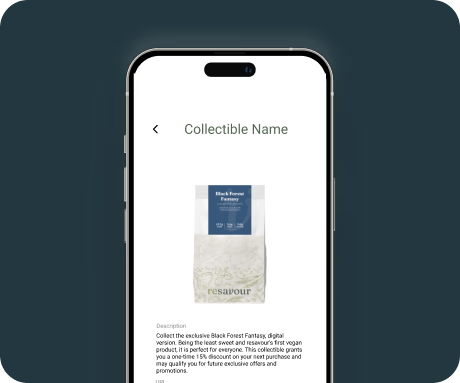 Collectible Name
Black Forest
Fantasy
resavour
Description
Collect the exclusive Black Forest Fantasy, digital
version. Being the least sweet and resavour's first vegan
product, it is perfect for everyone. This collectible grants
you a one-time 15% discount on your next purchase and
may qualify you for future exclusive offers and
promotions.